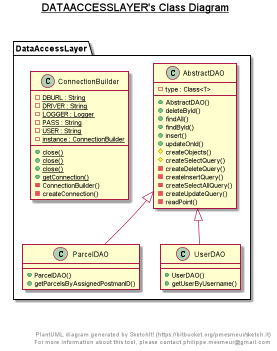 DATAACCESSLAYER's Class Diagram
DataAccessLayer
C ConnectionBuilder
DBURL : String
DRIVER : String
LOGGER : Logger
PASS : String
USER : String
instance : ConnectionBuilder
close()
close()
close()
getConnection()
ConnectionBuilder()
createConnection()
C AbstractDAO
type : Class<T>
AbstractDAO()
deleteById()
findAll()
findById()
insert()
updateOnId()
createObjects()
createSelectQuery()
createDeleteQuery()
createInsertQuery()
createSelectAllQuery()
createUpdateQuery()
readPoint()
C ParcelDAO
ParcelDAO()
getParcelsByAssignedPostmanID()
C UserDAO
UserDAO()
getUserByUsername()
PlantUML diagram generated by SketchIt! (https://bitbucket.org/pmesmeur/sketch.it)
For more information about this tool, please contact philippe.mesmeur@gmail.com